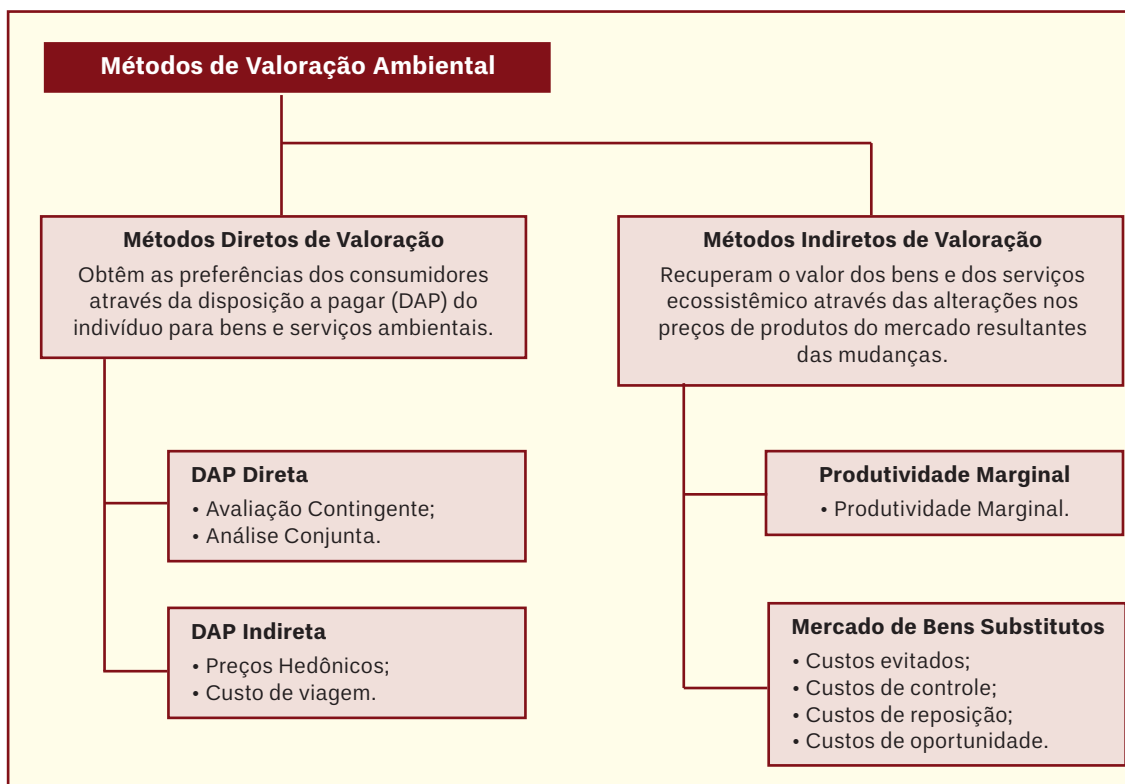 Métodos de Valoração Ambiental
Métodos Diretos de Valoração
Obtêm as preferências dos consumidores
através da disposição a pagar (DAP) do
indivíduo para bens e serviços ambientais.
DAP Direta
• Avaliação Contingente;
• Análise Conjunta.
DAP Indireta
• Preços Hedônicos;
• Custo de viagem.
Métodos Indiretos de Valoração
Recuperam o valor dos bens e dos serviços
ecossistêmico através das alterações nos
preços de produtos do mercado resultantes
das mudanças.
Produtividade Marginal
• Produtividade Marginal.
Mercado de Bens Substitutos
• Custos evitados;
• Custos de controle;
• Custos de reposição;
• Custos de oportunidade.